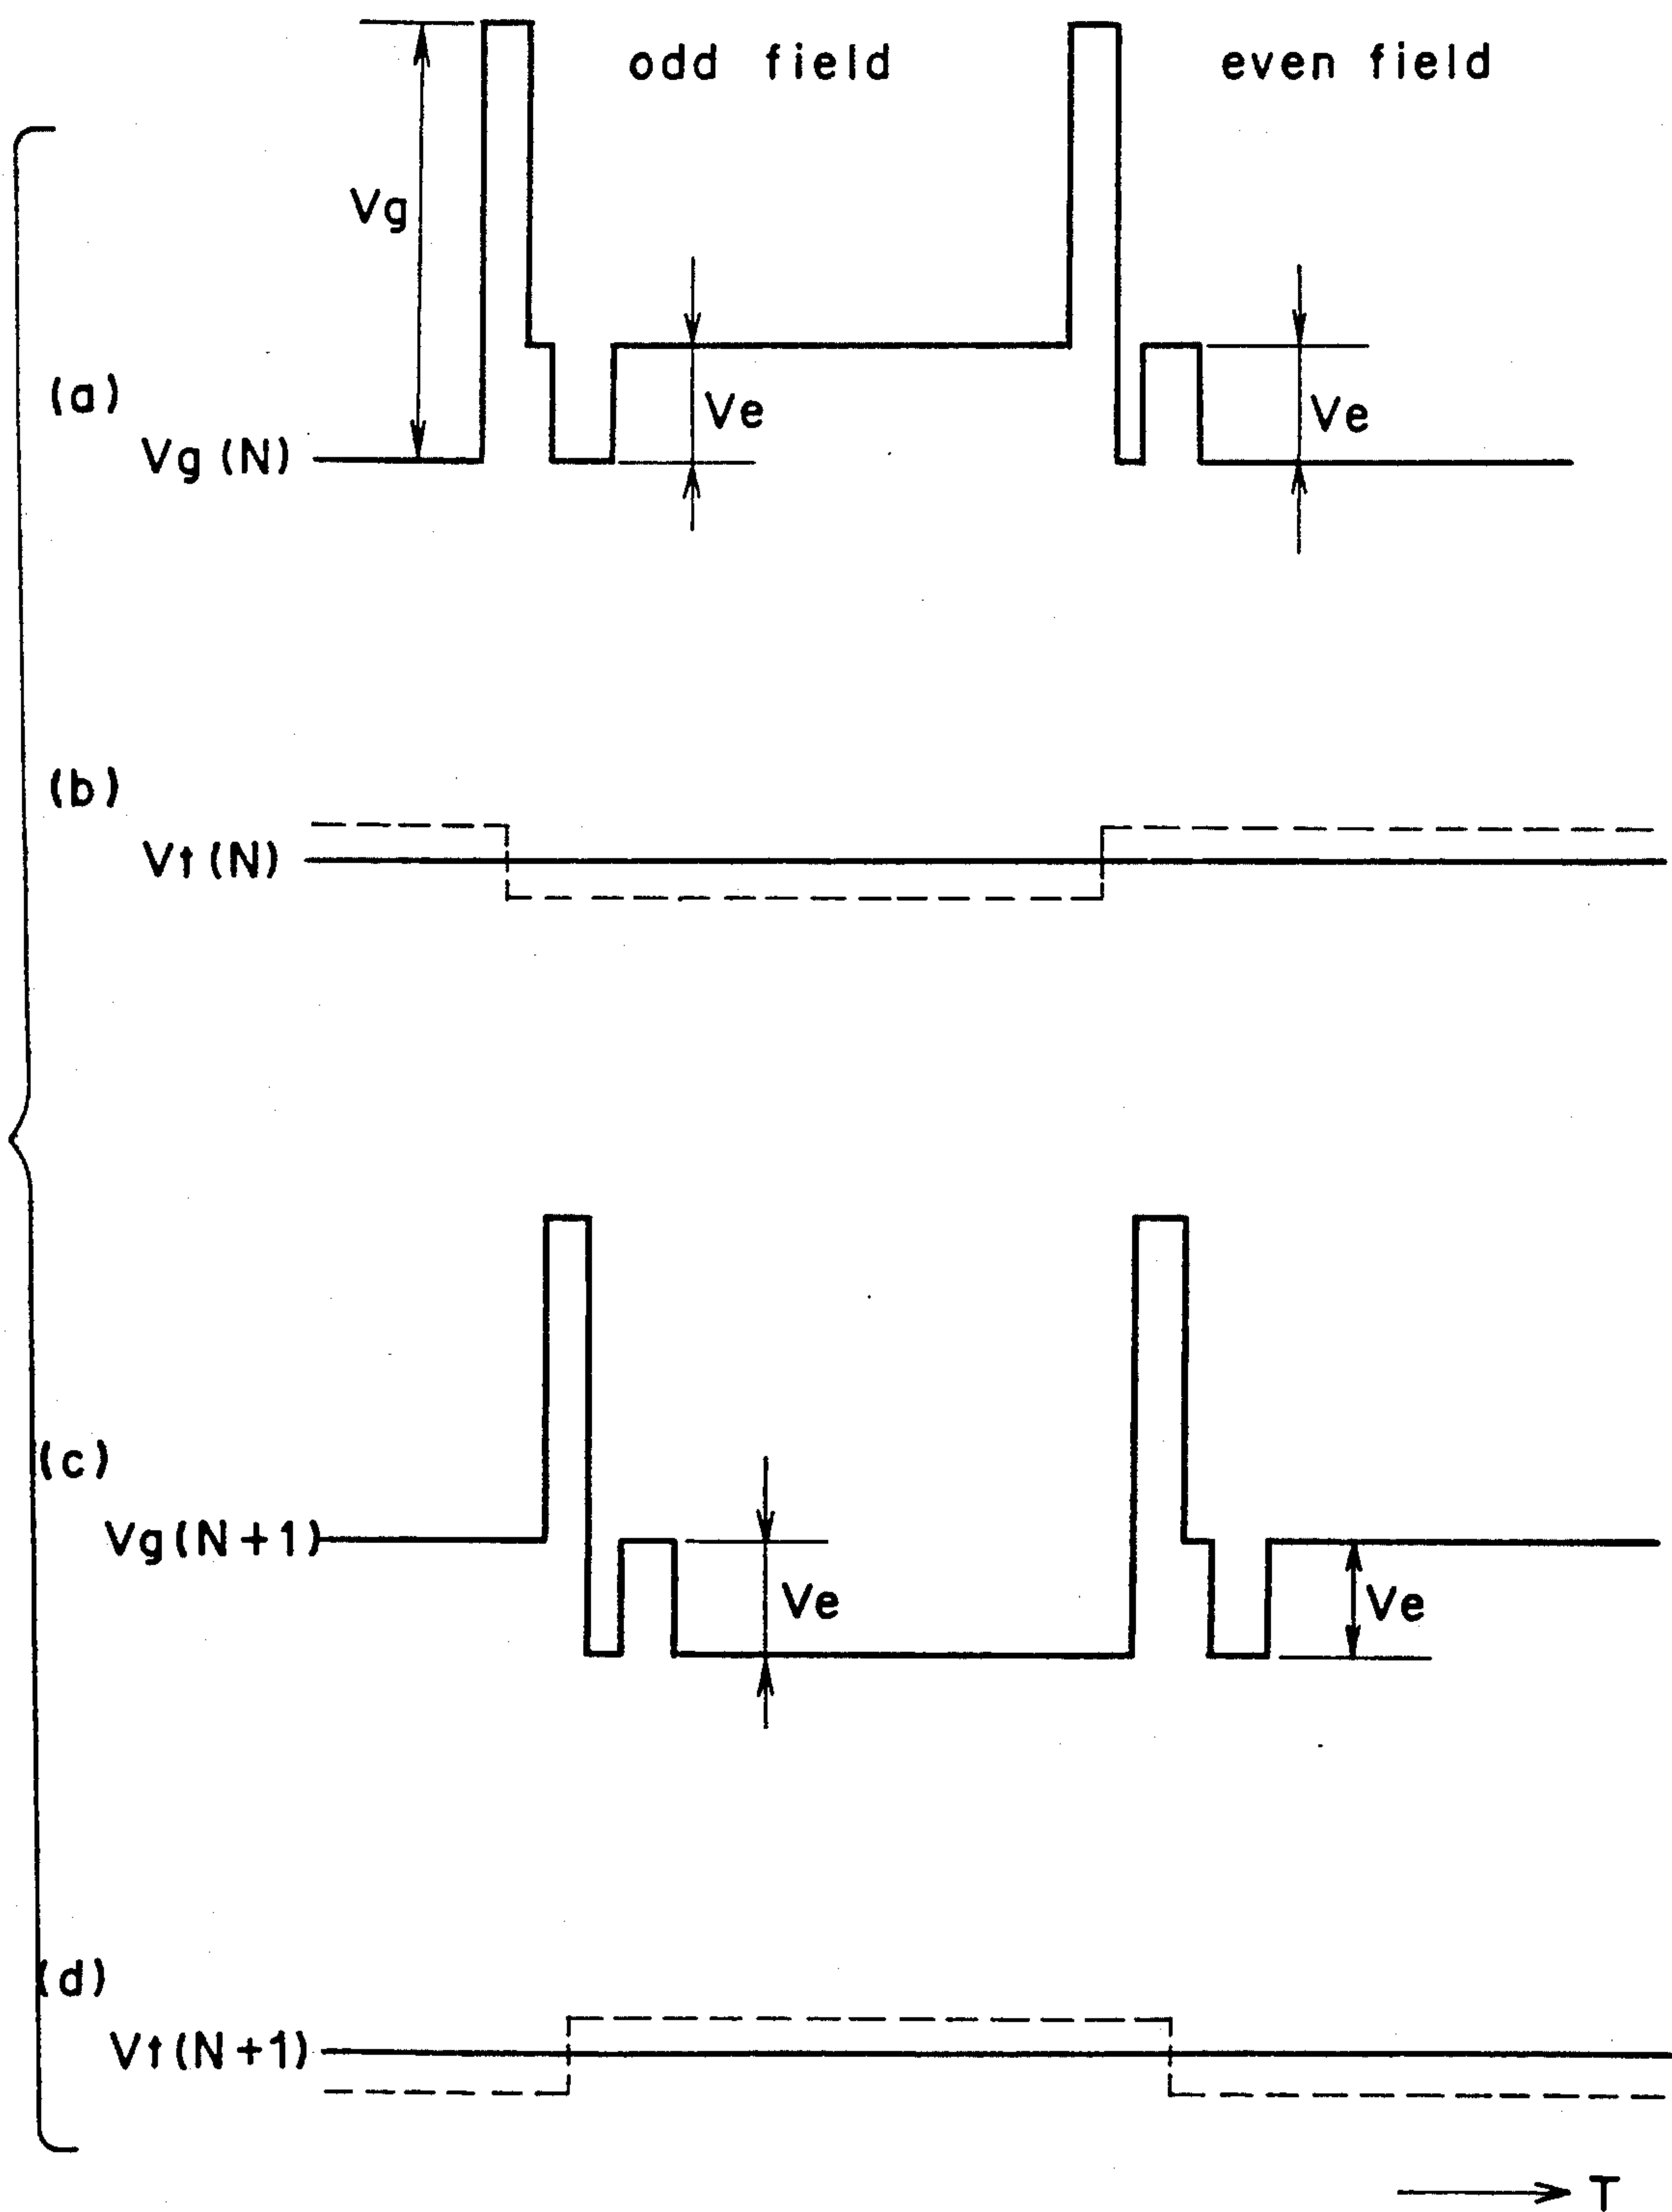 odd field
even field
Vg
(a)
Ve
Ve
Vg (N)
(b)
Vt (N)
(c)
Vg(N+1)
Ve
Ve
(d)
Vt(N+1)
T